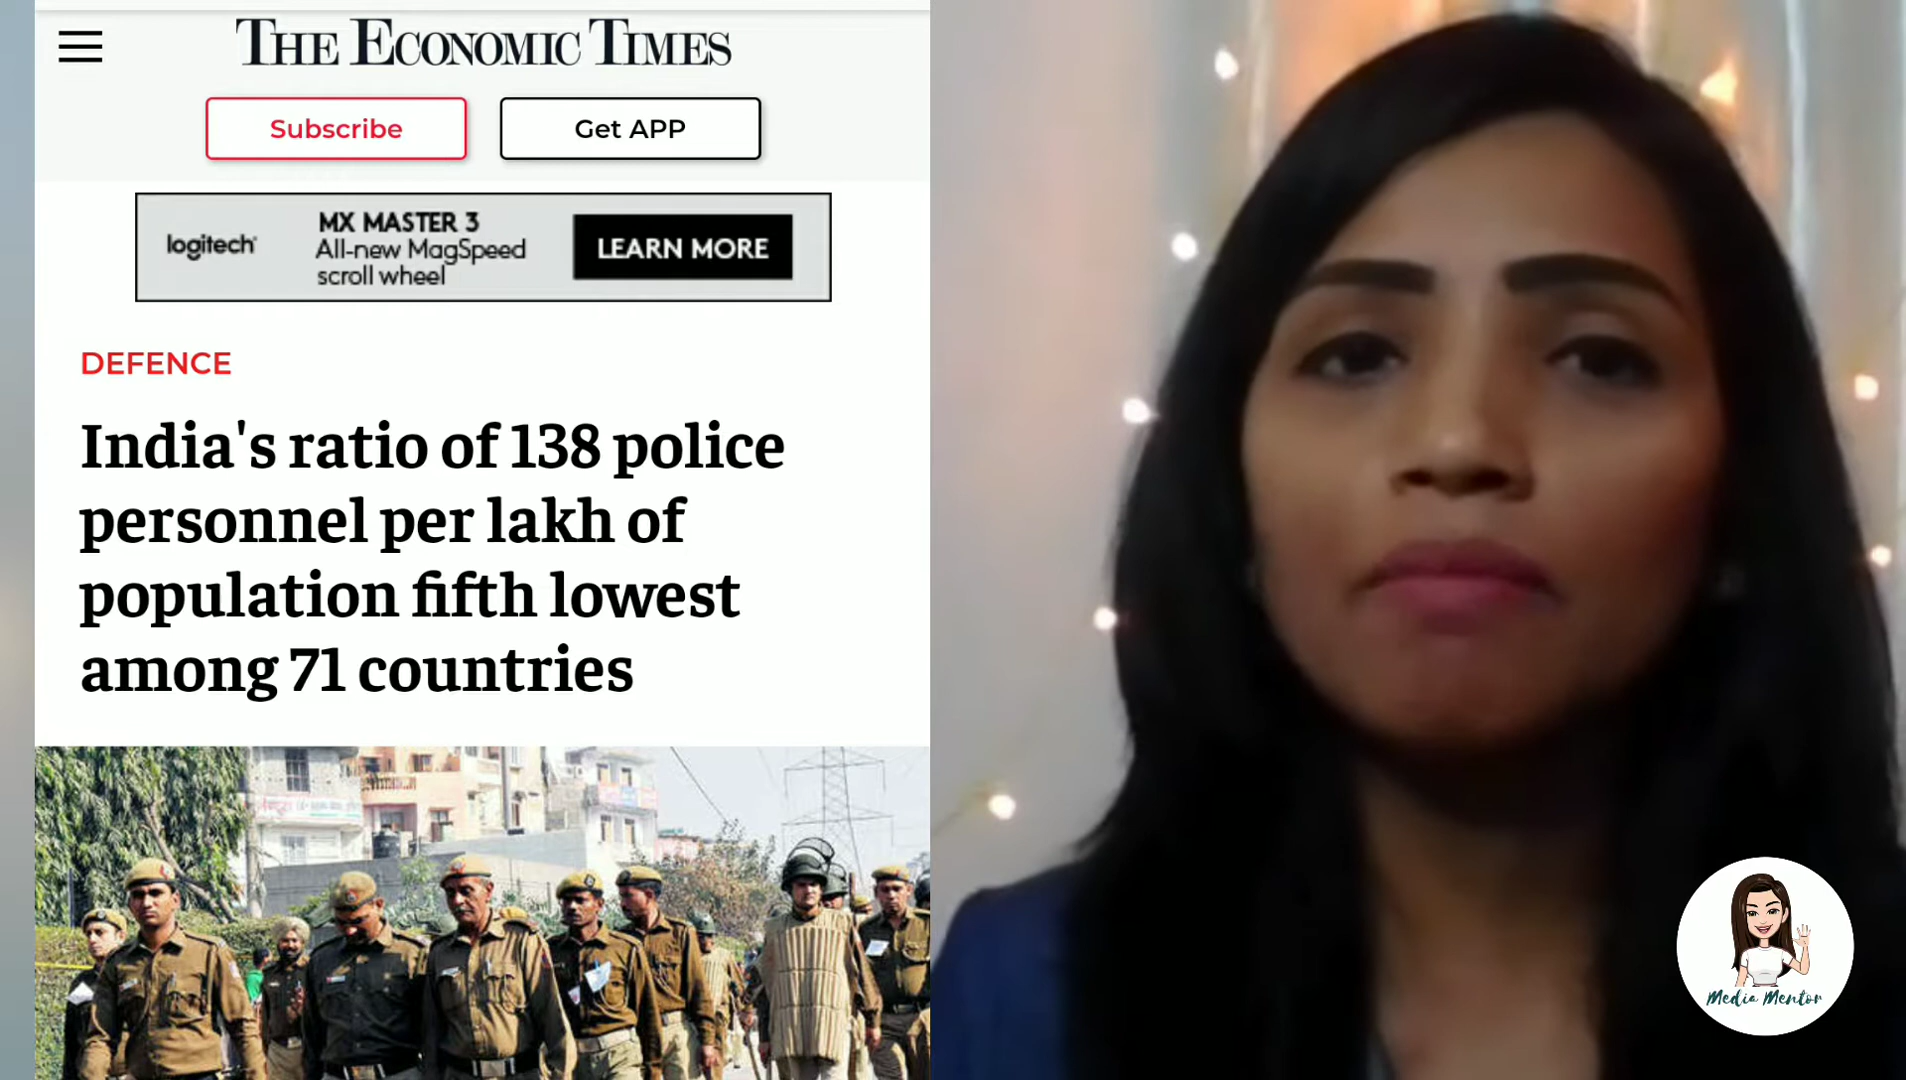 THE ECONOMIC TIMES
Subscribe
Get APP
logitech
MX MASTER 3
All-new MagSpeed
scroll wheel
LEARN MORE
DEFENCE
India's ratio of 138 police
personnel per lakh of
population fifth lowest
among 71 countries
Media Mentor